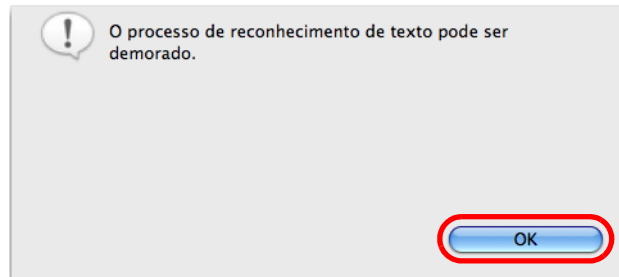 O processo de reconhecimento de texto pode ser
demorado.
OK